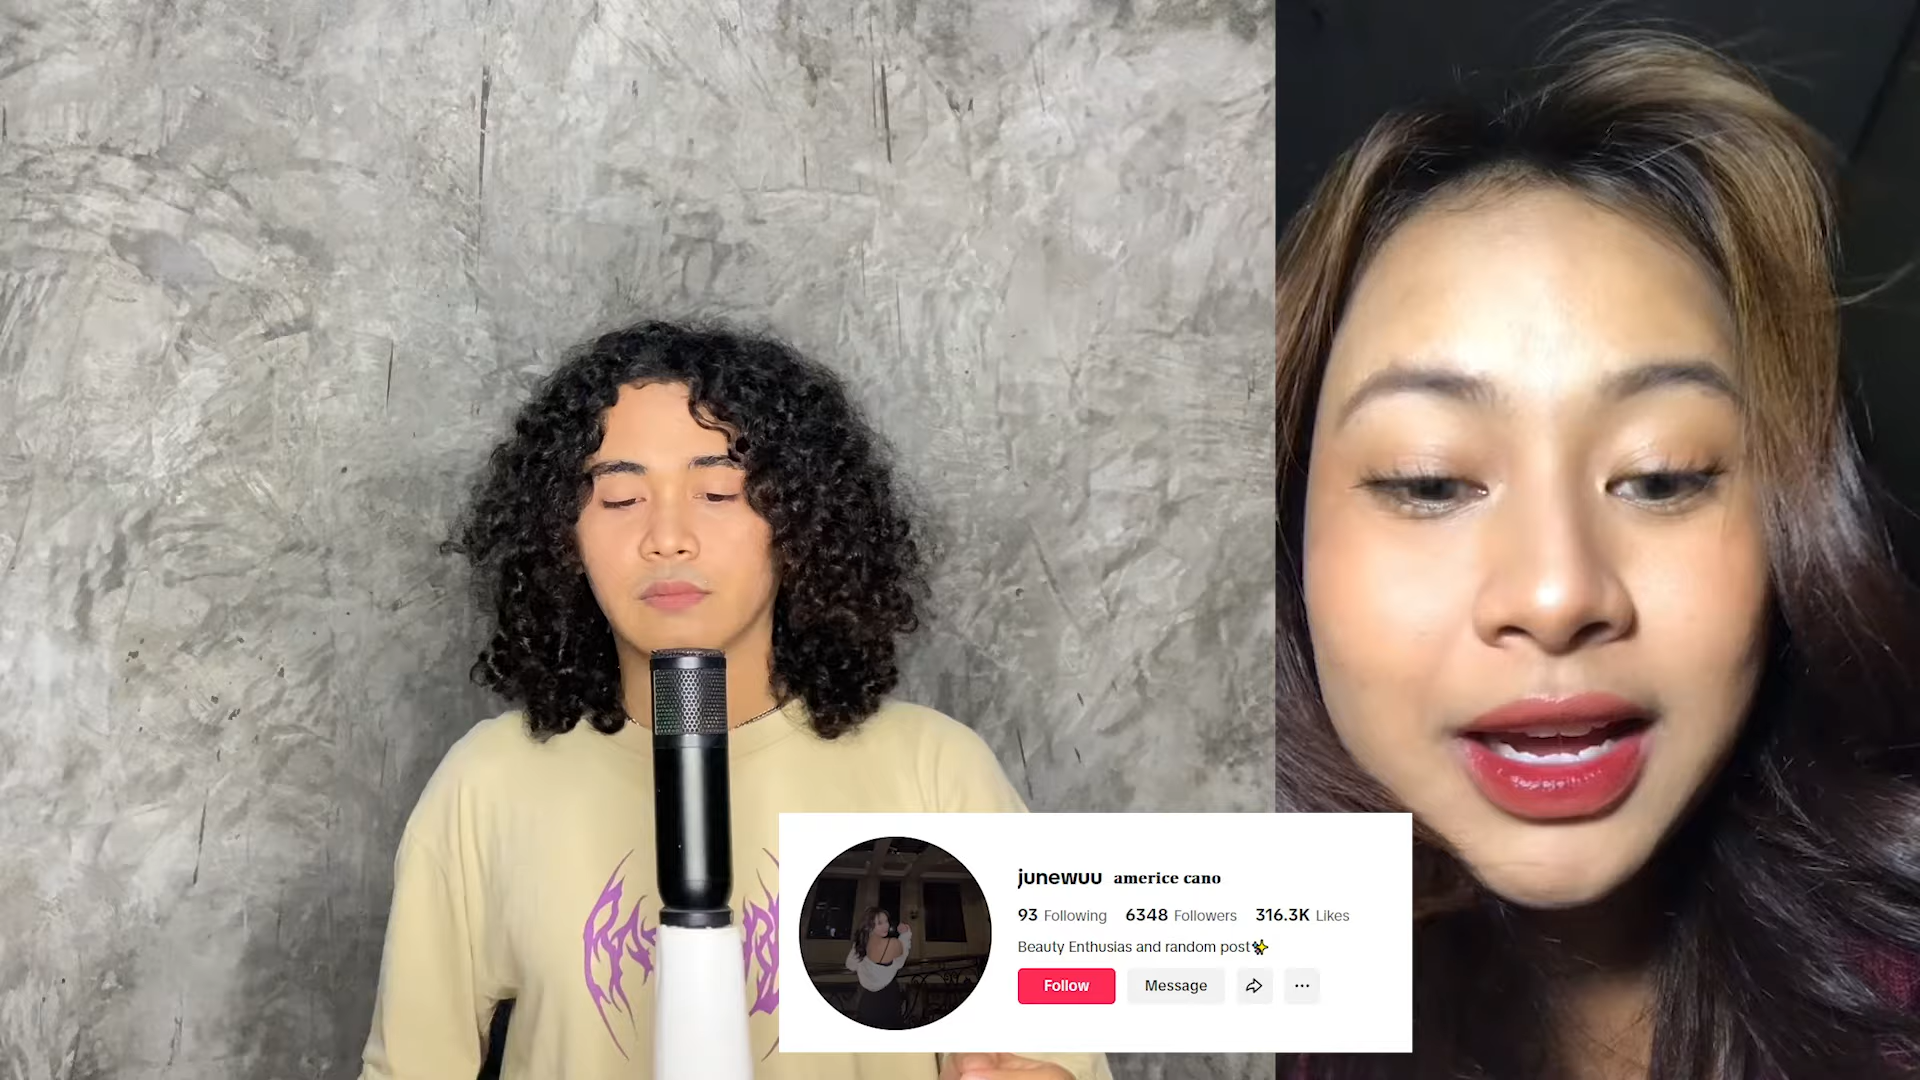 junewuu americe cano
93 Following 6348 Followers 316.3K Likes
Beauty Enthusias and random post✨
Follow Message